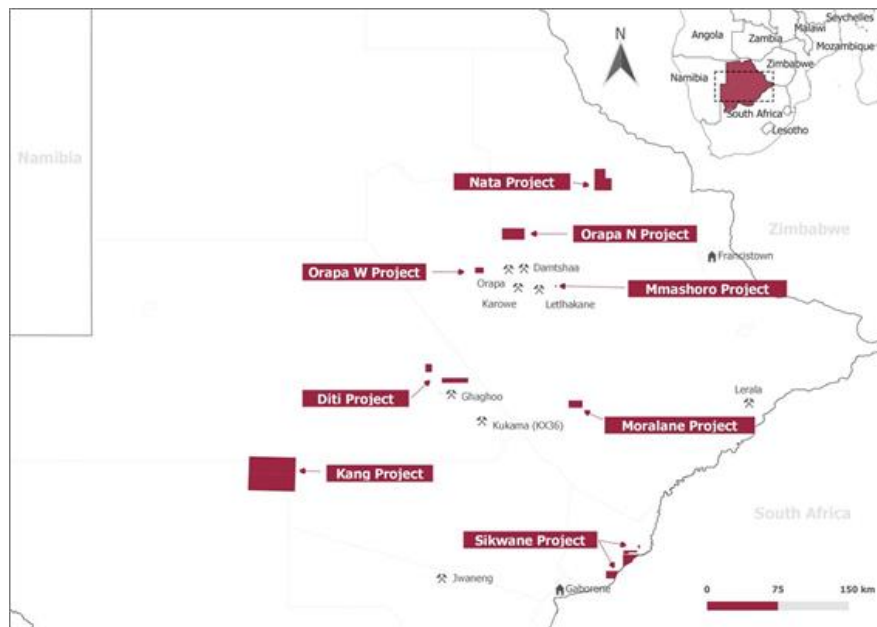 Seychelles
Malawi
Angola
Zambia
Mozambique
Zimbabwe
Namibia
South Africa
Lesotho
N
Namibia
Nata Project
Zimbabwe
Orapa N Project
Francistown
Orapa W Project
Damtshaa
Orapa
Mmashoro Project
Karowe
Letlhakane
Diti Project
Ghaghoo
Lerala
Kukama (KX36)
Moralane Project
Kang Project
South Africa
Sikwane Project
Jwaneng
Gaborone
0 75 150 km